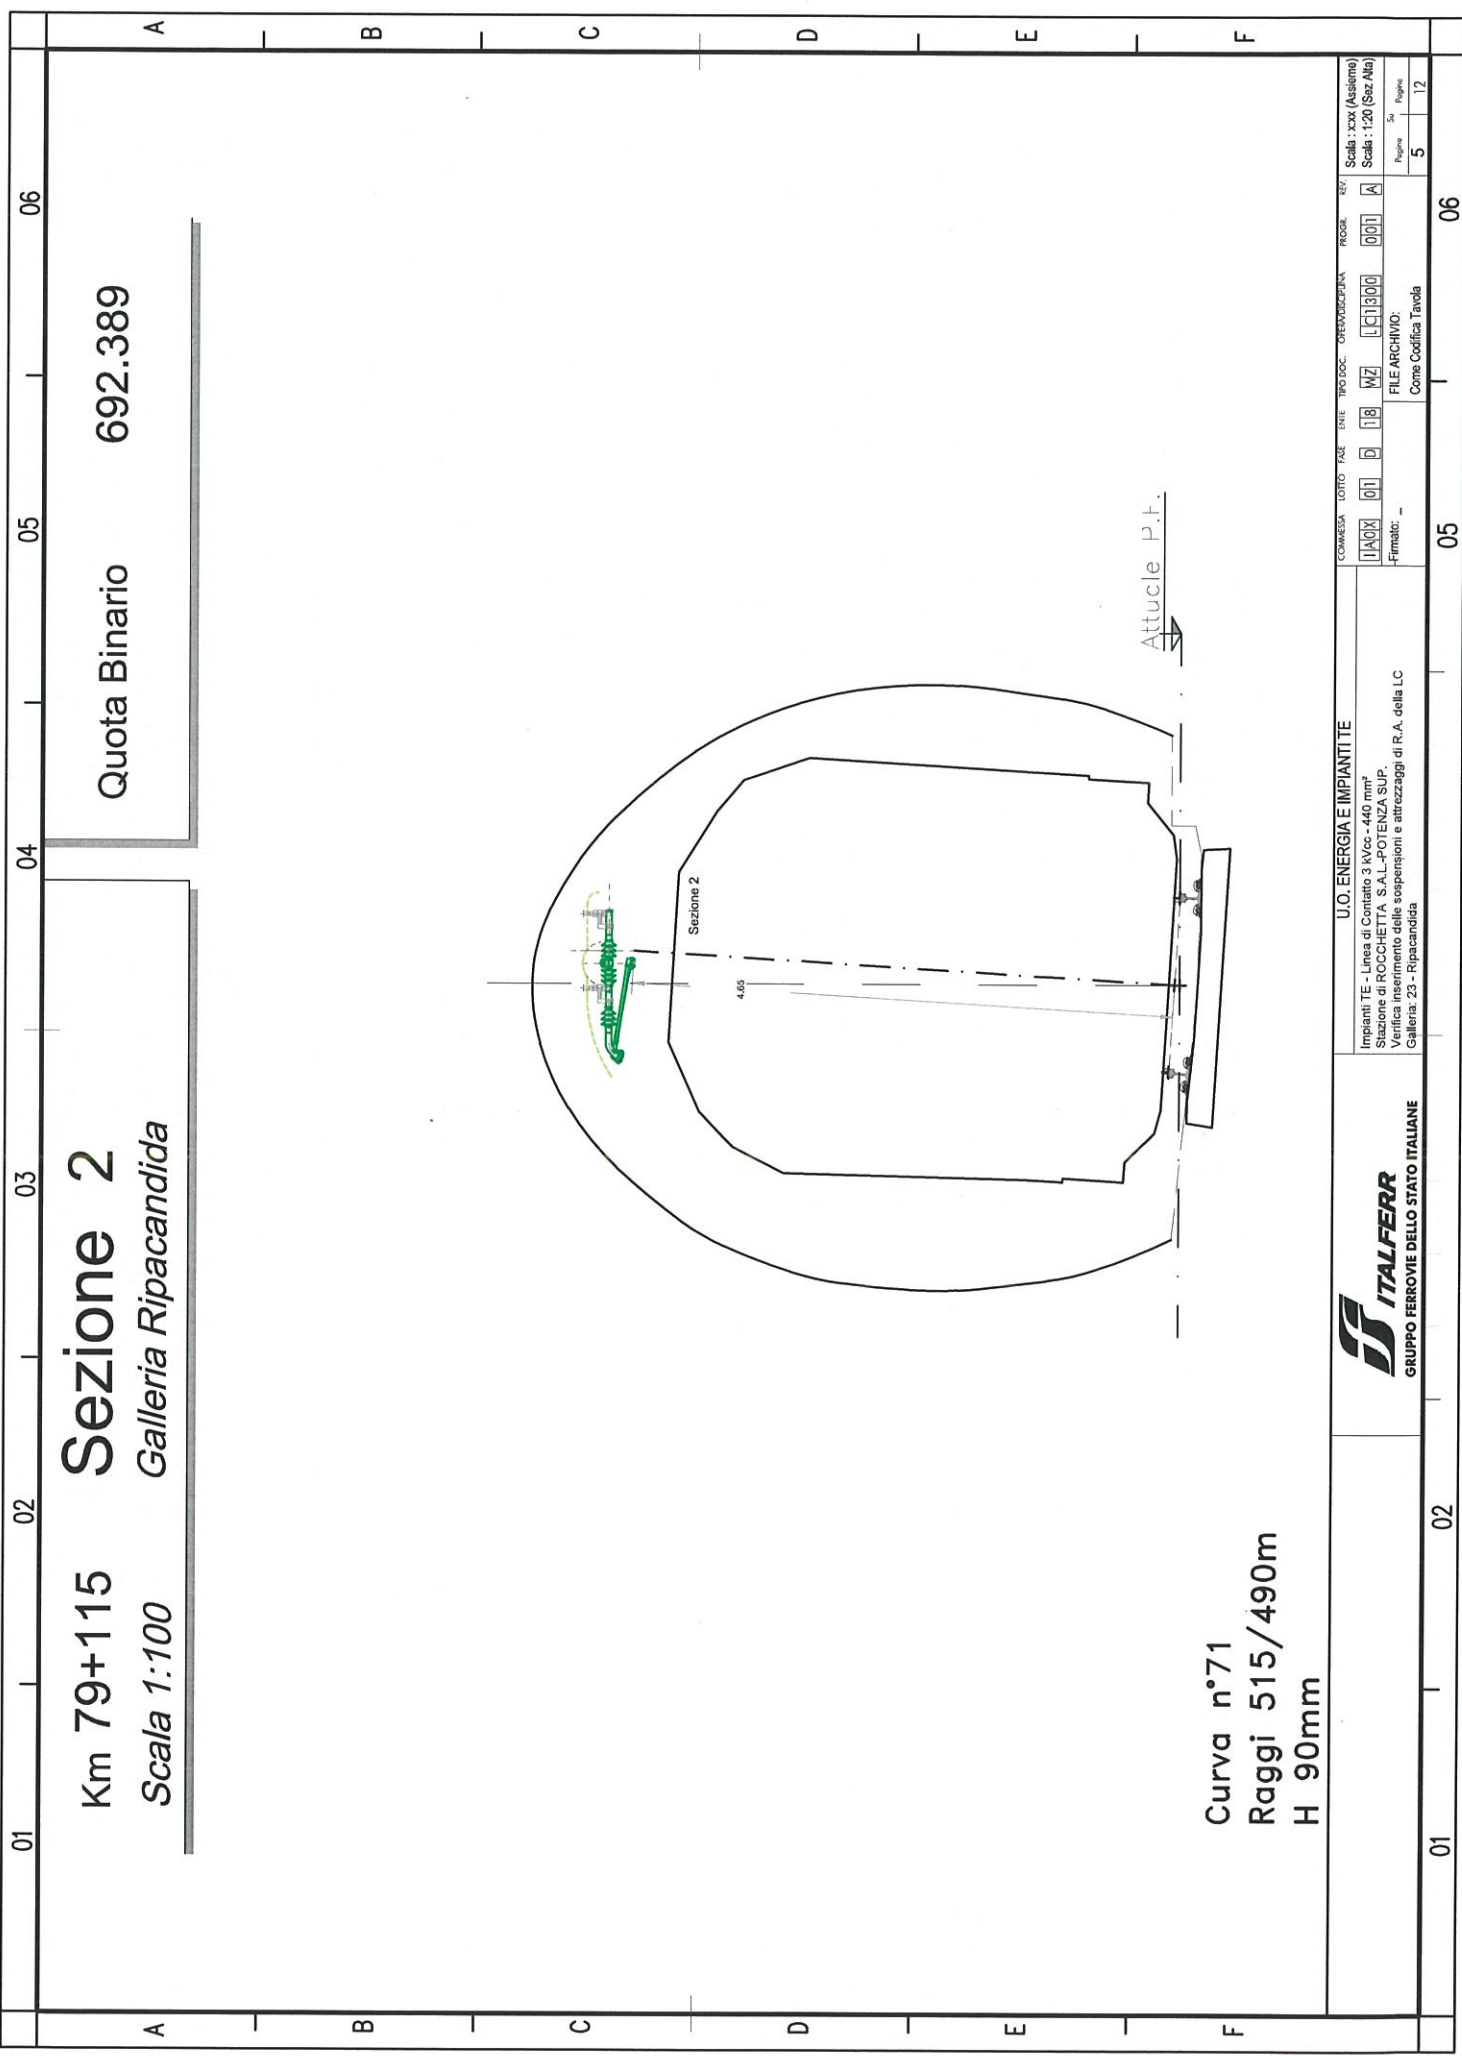 01 02 03 04 05 06
A
B
C
D
E
F
Km 79+115 Sezione 2
Scala 1:100 Galleria Ripacandida
Quota Binario 692.389
Sezione 2
4.65
Attuale P.F.
Curva n°71
Raggi 515/490m
H 90mm
ITALFERR
GRUPPO FERROVIE DELLO STATO ITALIANE
U.O. ENERGIA E IMPIANTI TE
Impianti TE - Linea di Contatto 3 kVcc - 440 mm²
Stazione di ROCCHETTA S.A.L.-POTENZA SUP.
Verifica inserimento delle sospensioni e attrezzaggi di R.A. della LC
Galleria: 23 - Ripacandida
COMMESSA LOTTO FASE ENTE TIPO DOC. OPERA/DISCIPLINA PROGR. REV.
IA0X 01 D 18 WZ LC1300 001 A
Firmato: -
FILE ARCHIVIO:
Come Codifica Tavola
Scala : x:xx (Assieme)
Scala : 1:20 (Sez Alta)
Pagina Su Pagine
5 12
A
B
C
D
E
F
01 02 05 06